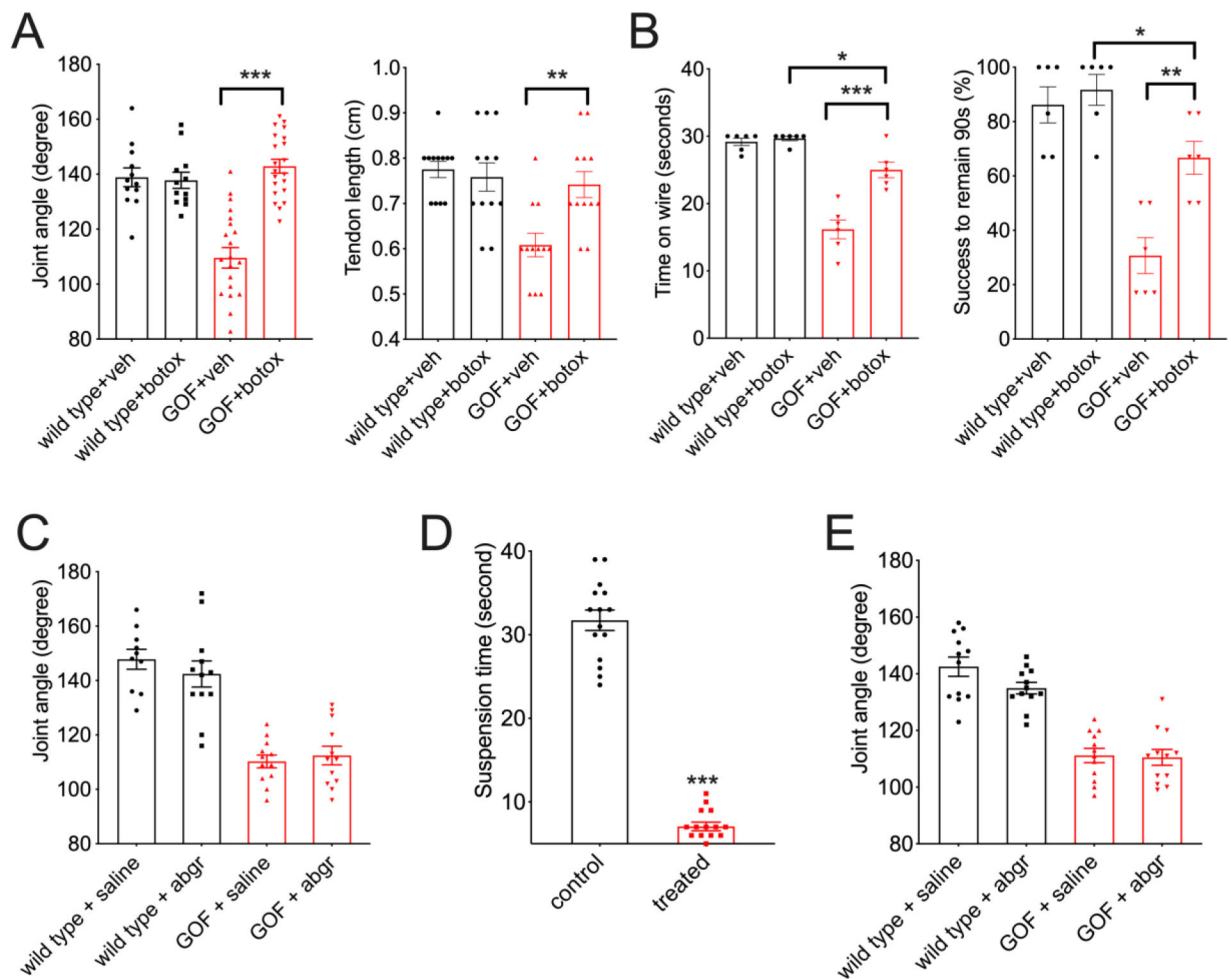 A
Joint angle (degree)
180
160
140
120
100
80
***
wild type+veh
wild type+botox
GOF+veh
GOF+botox
Tendon length (cm)
1.0
0.9
0.8
0.7
0.6
0.5
0.4
**
wild type+veh
wild type+botox
GOF+veh
GOF+botox
B
Time on wire (seconds)
40
30
20
10
0
*
***
wild type+veh
wild type+botox
GOF+veh
GOF+botox
Success to remain 90s (%)
100
80
60
40
20
0
*
**
wild type+veh
wild type+botox
GOF+veh
GOF+botox
C
Joint angle (degree)
180
160
140
120
100
80
wild type + saline
wild type + abgr
GOF + saline
GOF + abgr
D
Suspension time (second)
40
30
20
10
***
control
treated
E
Joint angle (degree)
180
160
140
120
100
80
wild type + saline
wild type + abgr
GOF + saline
GOF + abgr